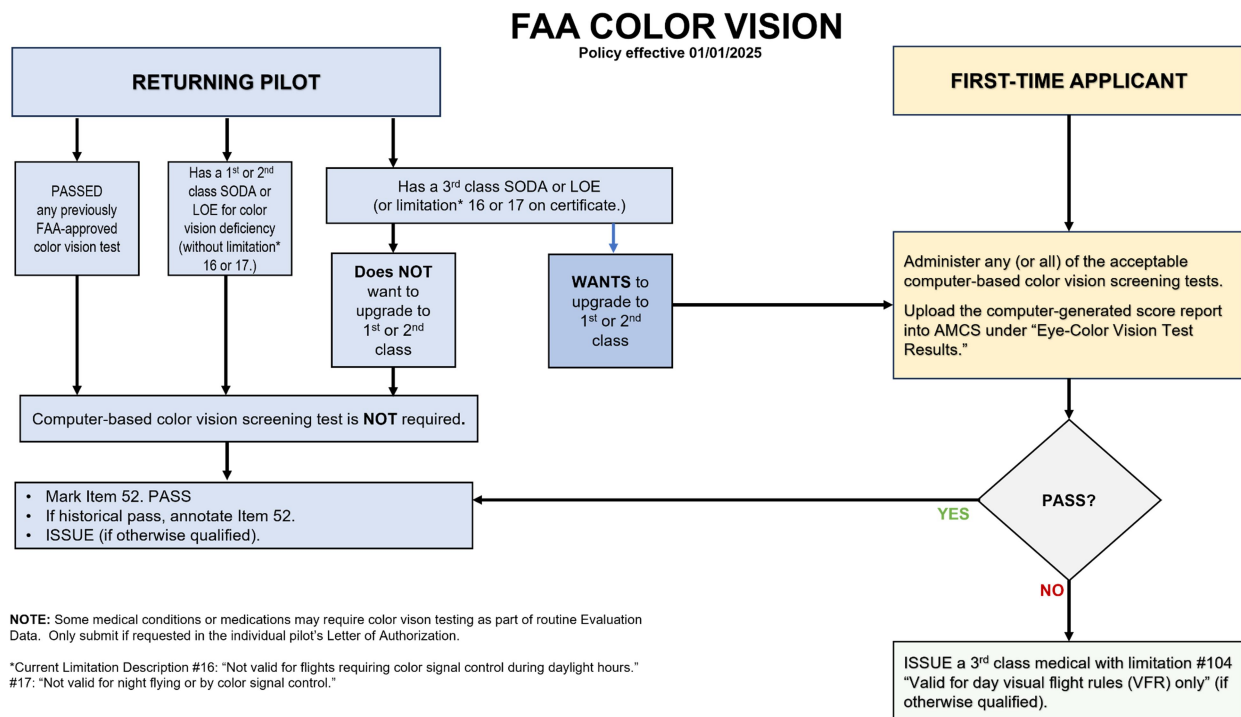 FAA COLOR VISION
Policy effective 01/01/2025
RETURNING PILOT
FIRST-TIME APPLICANT
PASSED
any previously
FAA-approved
color vision test
Has a 1st or 2nd
class SODA or
LOE for color
vision deficiency
(without limitation*
16 or 17.)
Has a 3rd class SODA or LOE
(or limitation* 16 or 17 on certificate.)
Does NOT
want to
upgrade to
1st or 2nd
class
WANTS to
upgrade to
1st or 2nd
class
Administer any (or all) of the acceptable
computer-based color vision screening tests.
Upload the computer-generated score report
into AMCS under “Eye-Color Vision Test
Results.”
Computer-based color vision screening test is NOT required.
• Mark Item 52. PASS
• If historical pass, annotate Item 52.
• ISSUE (if otherwise qualified).
PASS?
YES
NO
NOTE: Some medical conditions or medications may require color vison testing as part of routine Evaluation
Data. Only submit if requested in the individual pilot’s Letter of Authorization.
*Current Limitation Description #16: “Not valid for flights requiring color signal control during daylight hours.”
#17: “Not valid for night flying or by color signal control.”
ISSUE a 3rd class medical with limitation #104
“Valid for day visual flight rules (VFR) only” (if
otherwise qualified).